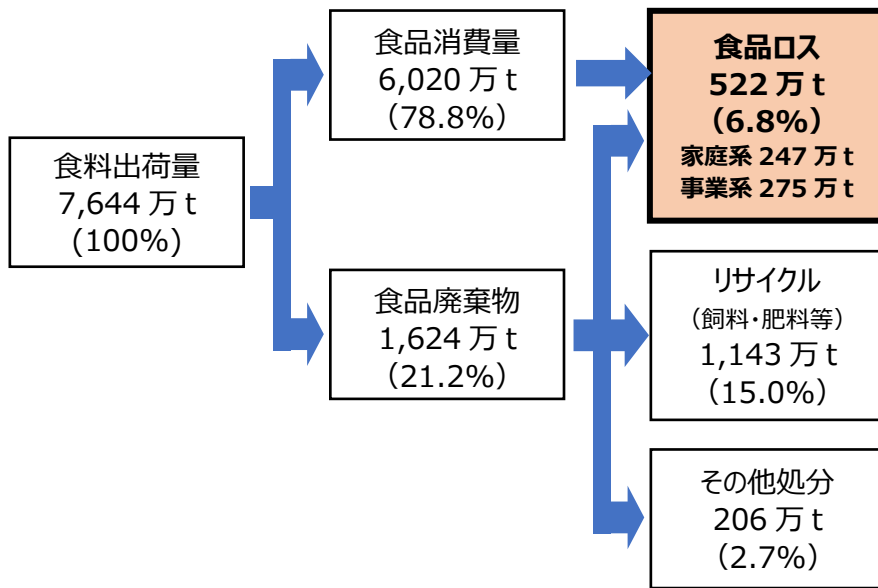 食料出荷量
7,644 万 t
(100%)
食品消費量
6,020 万 t
(78.8%)
食品廃棄物
1,624 万 t
(21.2%)
食品ロス
522 万 t
(6.8%)
家庭系 247 万 t
事業系 275 万 t
リサイクル
(飼料・肥料等)
1,143 万 t
(15.0%)
その他処分
206 万 t
(2.7%)